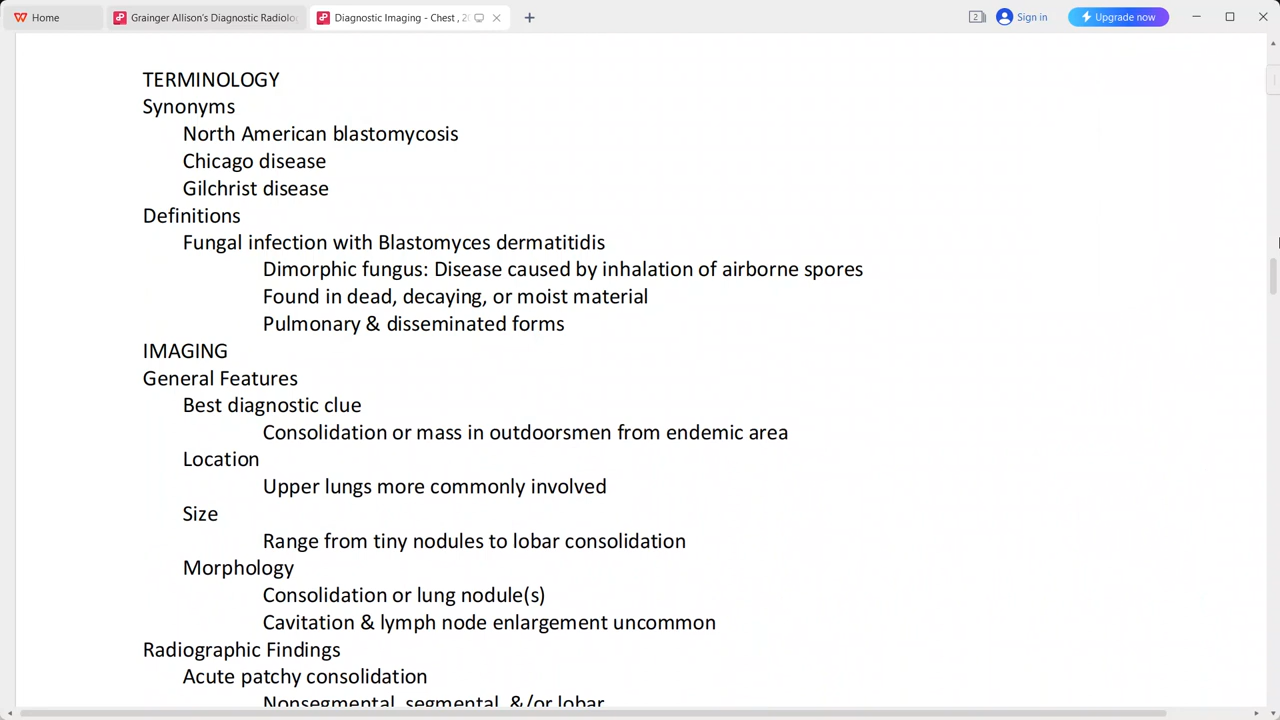 Home
Grainger Allison's Diagnostic Radiolo
Diagnostic Imaging - Chest , 2
2
Sign in
Upgrade now
TERMINOLOGY
Synonyms
North American blastomycosis
Chicago disease
Gilchrist disease
Definitions
Fungal infection with Blastomyces dermatitidis
Dimorphic fungus: Disease caused by inhalation of airborne spores
Found in dead, decaying, or moist material
Pulmonary & disseminated forms
IMAGING
General Features
Best diagnostic clue
Consolidation or mass in outdoorsmen from endemic area
Location
Upper lungs more commonly involved
Size
Range from tiny nodules to lobar consolidation
Morphology
Consolidation or lung nodule(s)
Cavitation & lymph node enlargement uncommon
Radiographic Findings
Acute patchy consolidation
Nonsegmental, segmental, &/or lobar